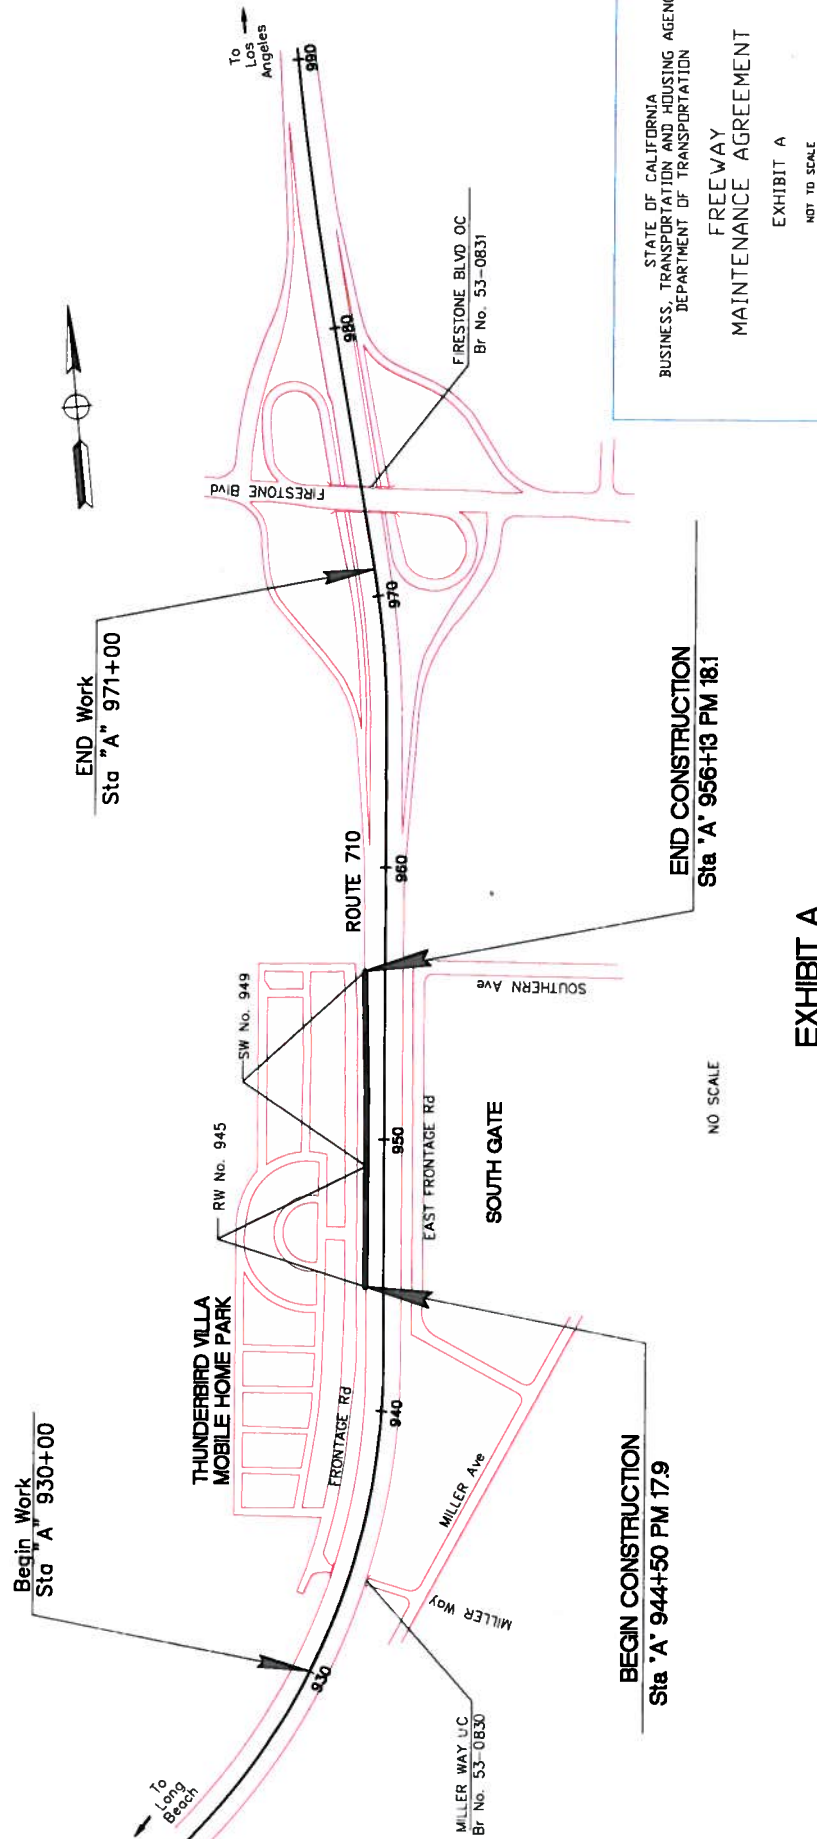 To
Los
Angeles
990
STATE OF CALIFORNIA
BUSINESS, TRANSPORTATION AND HOUSING AGENC
DEPARTMENT OF TRANSPORTATION
FREEWAY
MAINTENANCE AGREEMENT
EXHIBIT A
NOT TO SCALE
980
FIRESTONE BLVD OC
Br No. 53-0831
FIRESTONE Blvd
970
END Work
Sta "A" 971+00
ROUTE 710
960
END CONSTRUCTION
Sta 'A' 956+13 PM 18.1
SOUTHERN Ave
SW No. 949
RW No. 945
950
EAST FRONTAGE Rd
SOUTH GATE
NO SCALE
EXHIBIT A
THUNDERBIRD VILLA
MOBILE HOME PARK
FRONTAGE Rd
940
MILLER Ave
MILLER Way
BEGIN CONSTRUCTION
Sta 'A' 944+50 PM 17.9
Begin Work
Sta "A" 930+00
930
MILLER WAY UC
Br No. 53-0830
To
Long
Beach